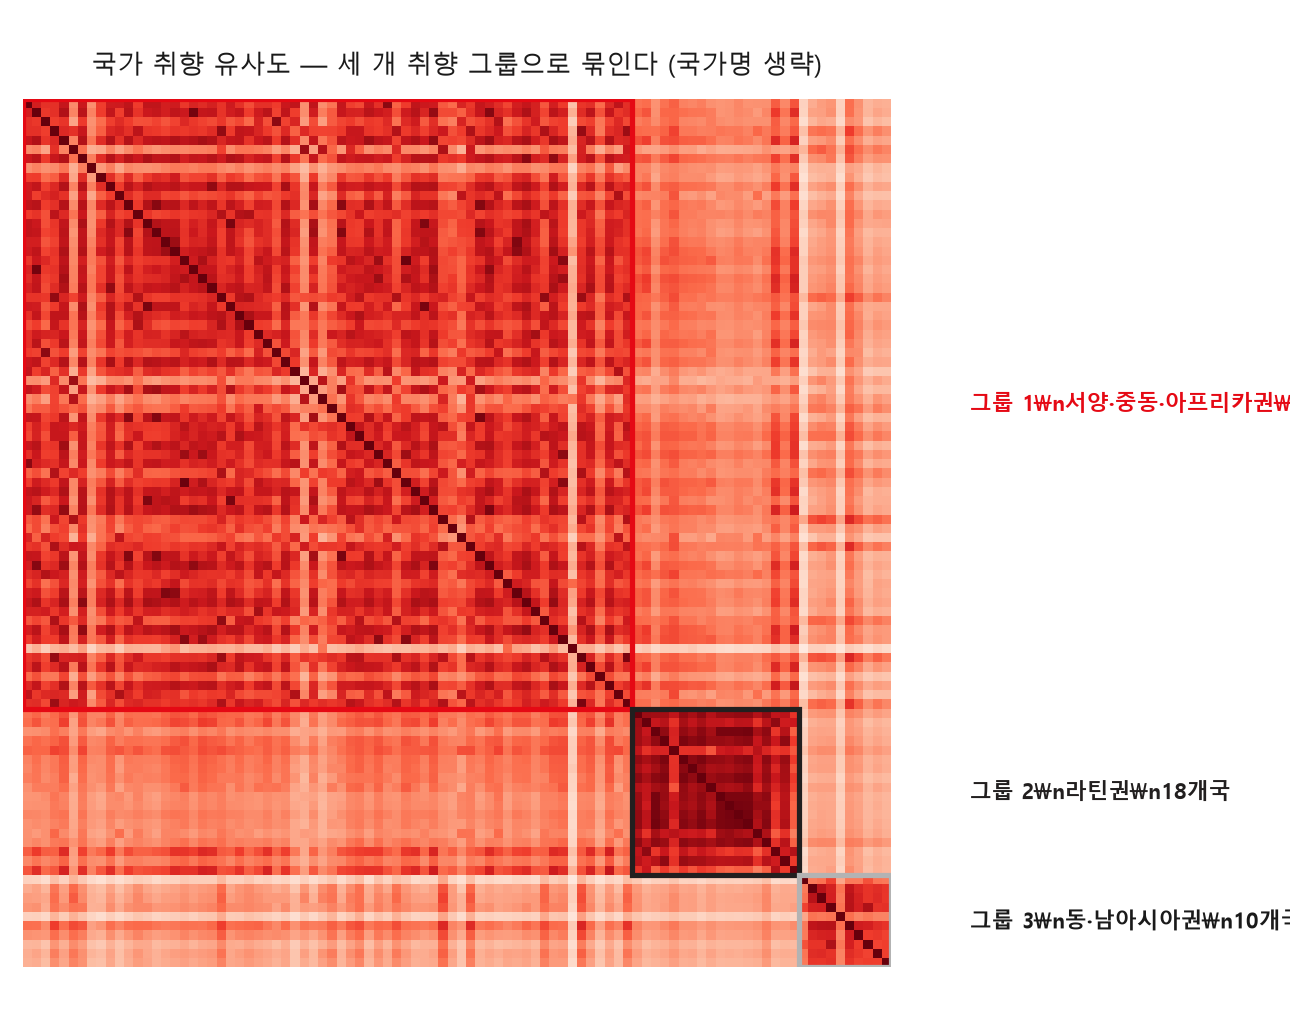 국가 취향 유사도 — 세 개 취향 그룹으로 묶인다 (국가명 생략)
그룹 1₩n서양·중동·아프리카권₩
그룹 2₩n라틴권₩n18개국
그룹 3₩n동·남아시아권₩n10개